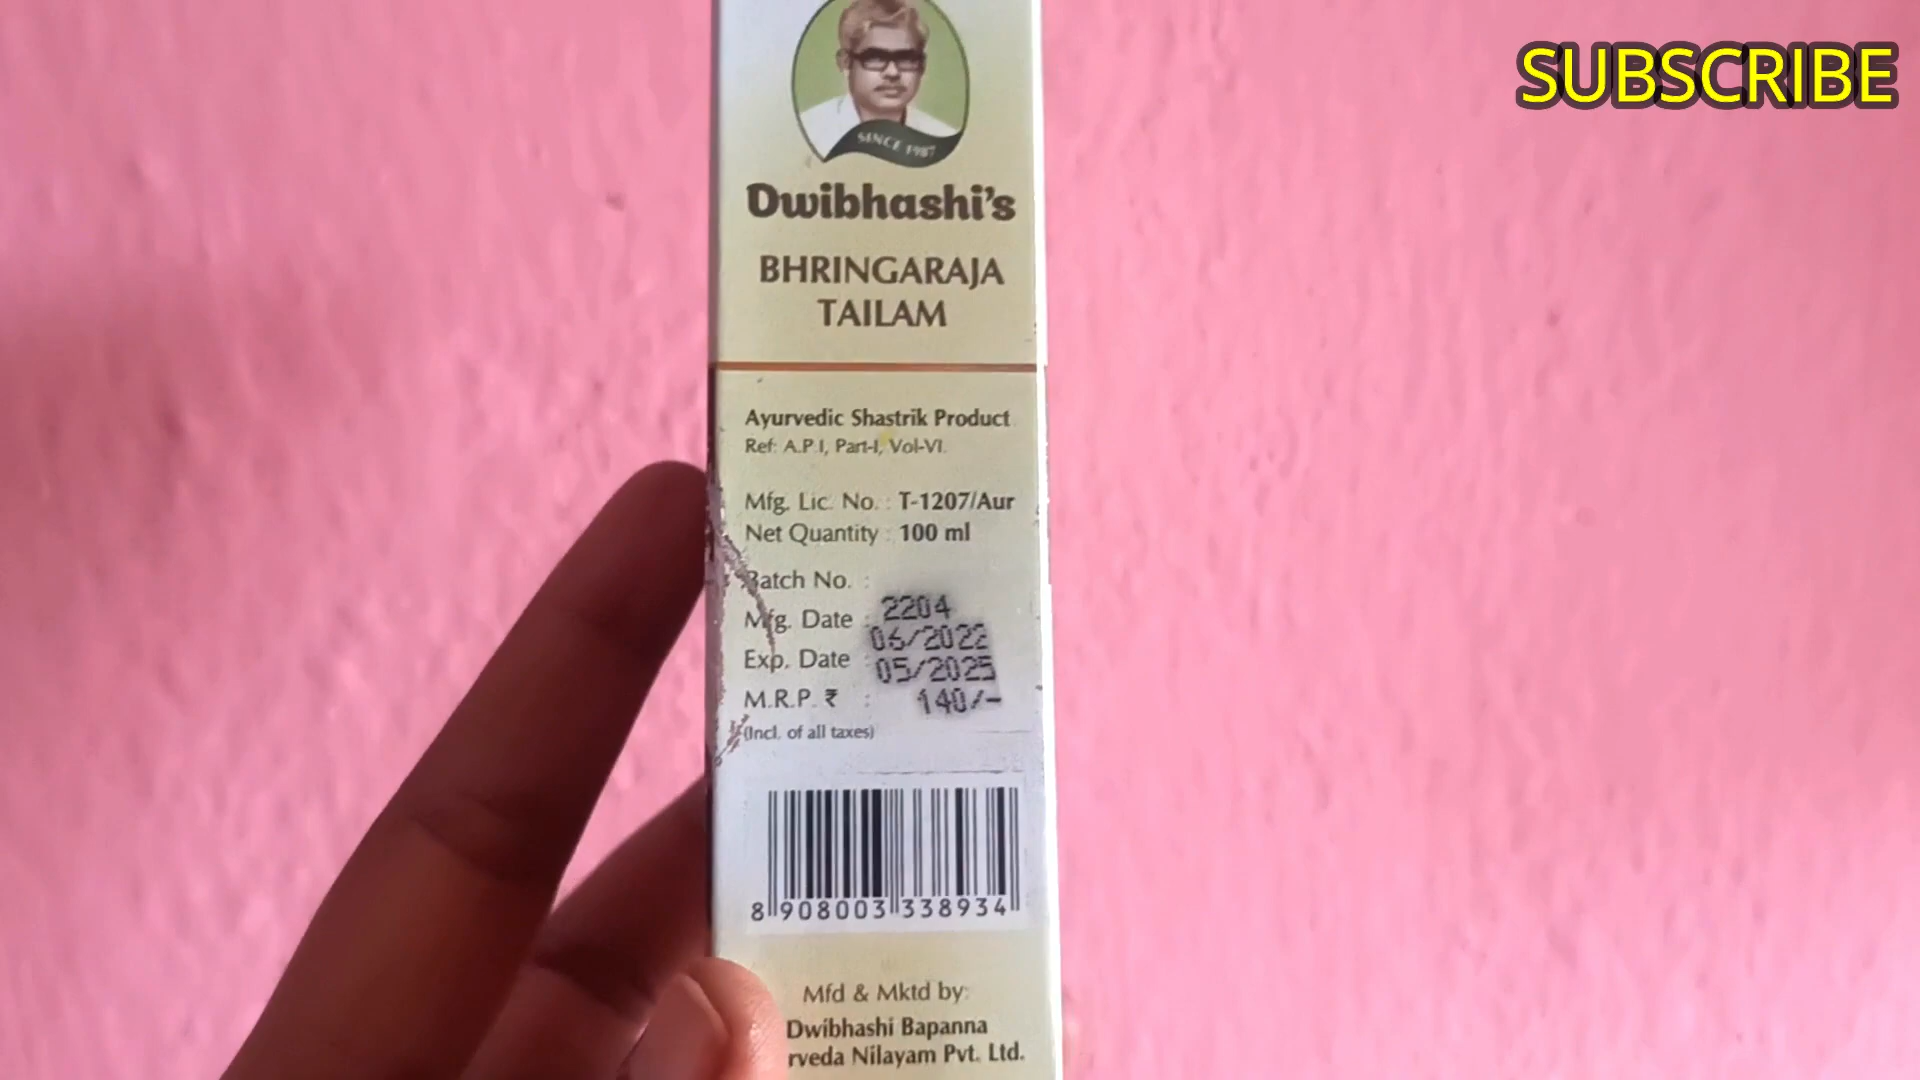 SUBSCRIBE
SINCE 1987
Dwibhashi's
BHRINGARAJA
TAILAM
Ayurvedic Shastrik Product
Ref: A.P.I, Part-I, Vol-VI.
Mfg. Lic. No. : T-1207/Aur
Net Quantity : 100 ml
Batch No. : 2204
Mfg. Date : 06/2022
Exp. Date : 05/2025
M.R.P. ₹ : 140/-
(Incl. of all taxes)
8 908003 338934
Mfd & Mktd by:
Dwibhashi Bapanna
rveda Nilayam Pvt. Ltd.